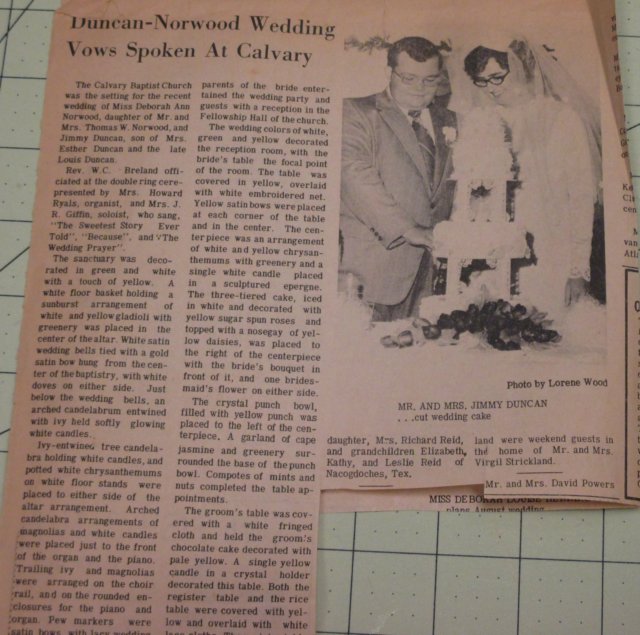 Duncan-Norwood Wedding
Vows Spoken At Calvary
The Calvary Baptist Church
was the setting for the recent
wedding of Miss Deborah Ann
Norwood, daughter of Mr. and
Mrs. Thomas W. Norwood, and
Jimmy Duncan, son of Mrs.
Esther Duncan and the late
Louis Duncan.
Rev. W.C. Breland offi-
ciated at the double ring cere-
presented by Mrs. Howard
Ryals, organist, and Mrs. J.
R. Giffin, soloist, who sang,
"The Sweetest Story Ever
Told", "Because", and "The
Wedding Prayer".
The sanctuary was deco-
rated in green and white
with a touch of yellow. A
white floor basket holding a
sunburst arrangement of
white and yellow gladioli with
greenery was placed in the
center of the altar. White satin
wedding bells tied with a gold
satin bow hung from the cen-
ter of the baptistry, with white
doves on either side. Just
below the wedding bells, an
arched candelabrum entwined
with ivy held softly glowing
white candles.
Ivy-entwined tree candela-
bra holding white candles, and
potted white chrysanthemums
on white floor stands were
placed to either side of the
altar arrangement. Arched
candelabra arrangements of
magnolias and white candles
were placed just to the front
of the organ and the piano.
Trailing ivy and magnolias
were arranged on the choir
rail, and on the rounded en-
closures for the piano and
organ. Pew markers were
satin bows with lace wedding
parents of the bride enter-
tained the wedding party and
guests with a reception in the
Fellowship Hall of the church.
The wedding colors of white,
green and yellow decorated
the reception room, with the
bride's table the focal point
of the room. The table was
covered in yellow, overlaid
with white embroidered net.
Yellow satin bows were placed
at each corner of the table
and in the center. The cen-
terpiece was an arrangement
of white and yellow chrysan-
themums with greenery and a
single white candle placed
in a sculptured epergne.
The three-tiered cake, iced
in white and decorated with
yellow sugar spun roses and
topped with a nosegay of yel-
low daisies, was placed to
the right of the centerpiece
with the bride's bouquet in
front of it, and one brides-
maid's flower on either side.
The crystal punch bowl,
filled with yellow punch was
placed to the left of the cen-
terpiece. A garland of cape
jasmine and greenery sur-
rounded the base of the punch
bowl. Compotes of mints and
nuts completed the table ap-
pointments.
The groom's table was cov-
ered with a white fringed
cloth and held the groom's
chocolate cake decorated with
pale yellow. A single yellow
candle in a crystal holder
decorated this table. Both the
register table and the rice
table were covered with yel-
low and overlaid with white
Photo by Lorene Wood
MR. AND MRS. JIMMY DUNCAN
. . .cut wedding cake
daughter, Mrs. Richard Reid,
and grandchildren Elizabeth,
Kathy, and Leslie Reid of
Nacogdoches, Tex.
land were weekend guests in
the home of Mr. and Mrs.
Virgil Strickland.
Mr. and Mrs. David Powers
MISS DEBORAH LOUISE
plans August wedding